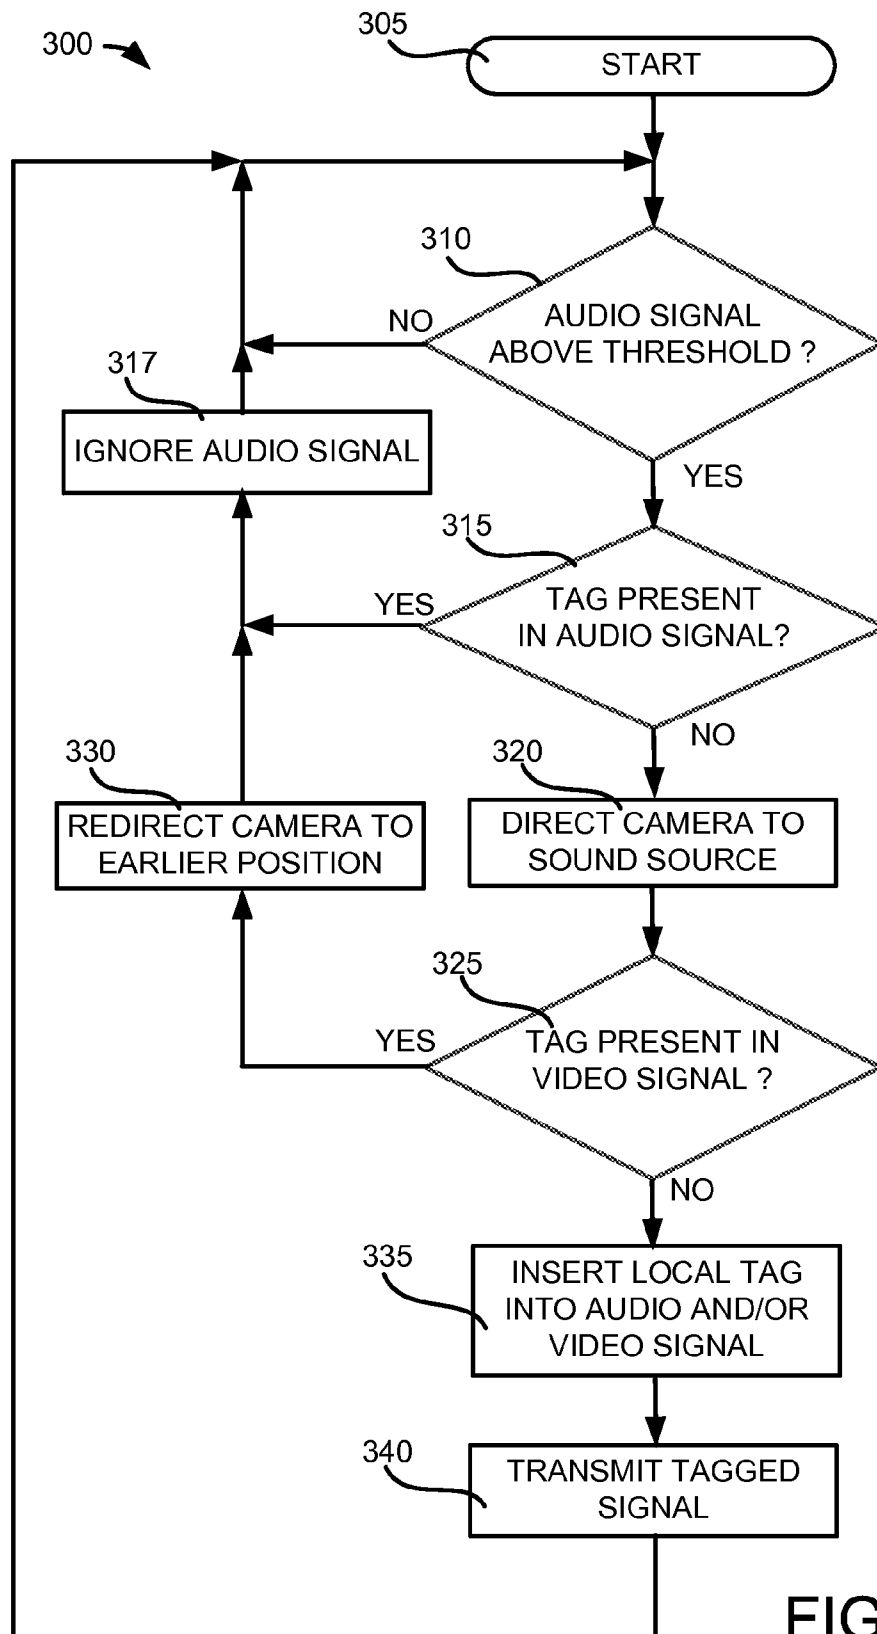 300
305
START
310
AUDIO SIGNAL
ABOVE THRESHOLD ?
NO
317
IGNORE AUDIO SIGNAL
YES
315
TAG PRESENT
IN AUDIO SIGNAL?
YES
NO
330
REDIRECT CAMERA TO
EARLIER POSITION
320
DIRECT CAMERA TO
SOUND SOURCE
325
TAG PRESENT IN
VIDEO SIGNAL ?
YES
NO
335
INSERT LOCAL TAG
INTO AUDIO AND/OR
VIDEO SIGNAL
340
TRANSMIT TAGGED
SIGNAL
FIG